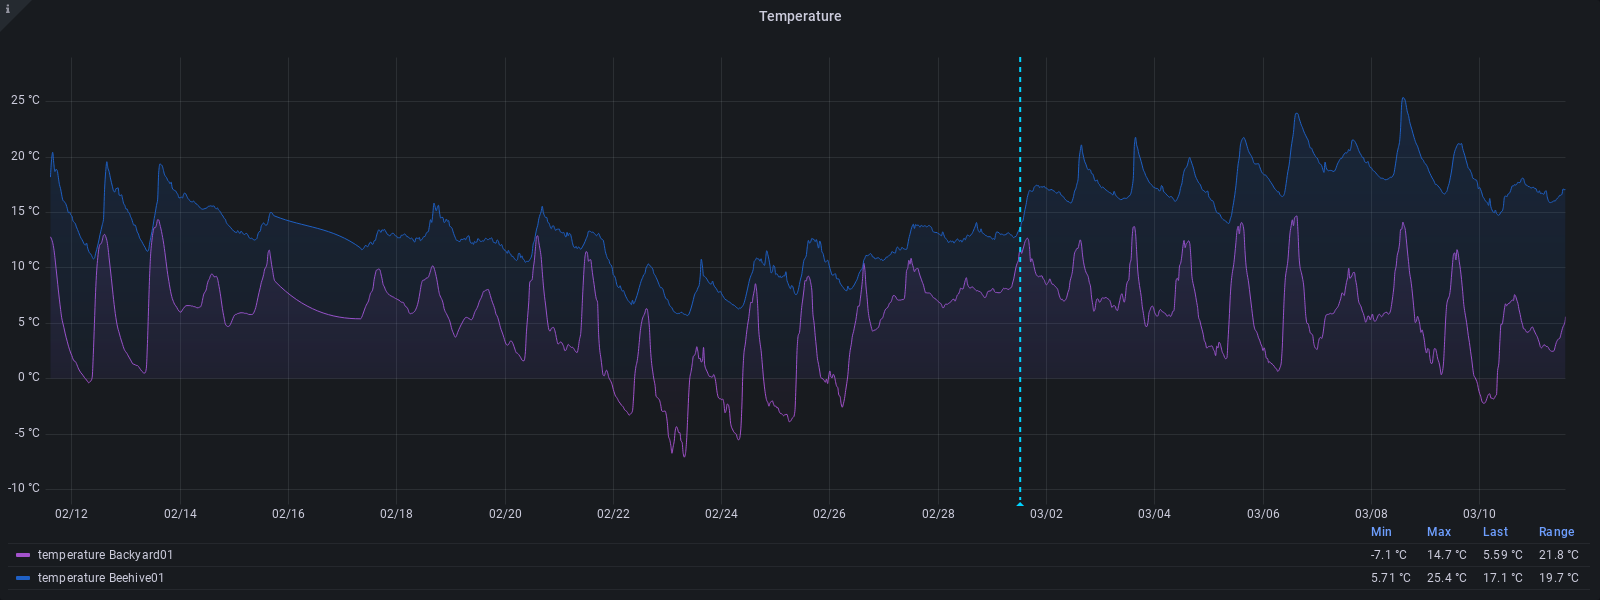 i
Temperature
25 °C
20 °C
15 °C
10 °C
5 °C
0 °C
-5 °C
-10 °C
02/12 02/14 02/16 02/18 02/20 02/22 02/24 02/26 02/28 03/02 03/04 03/06 03/08 03/10
Min Max Last Range
temperature Backyard01 -7.1 °C 14.7 °C 5.59 °C 21.8 °C
temperature Beehive01 5.71 °C 25.4 °C 17.1 °C 19.7 °C